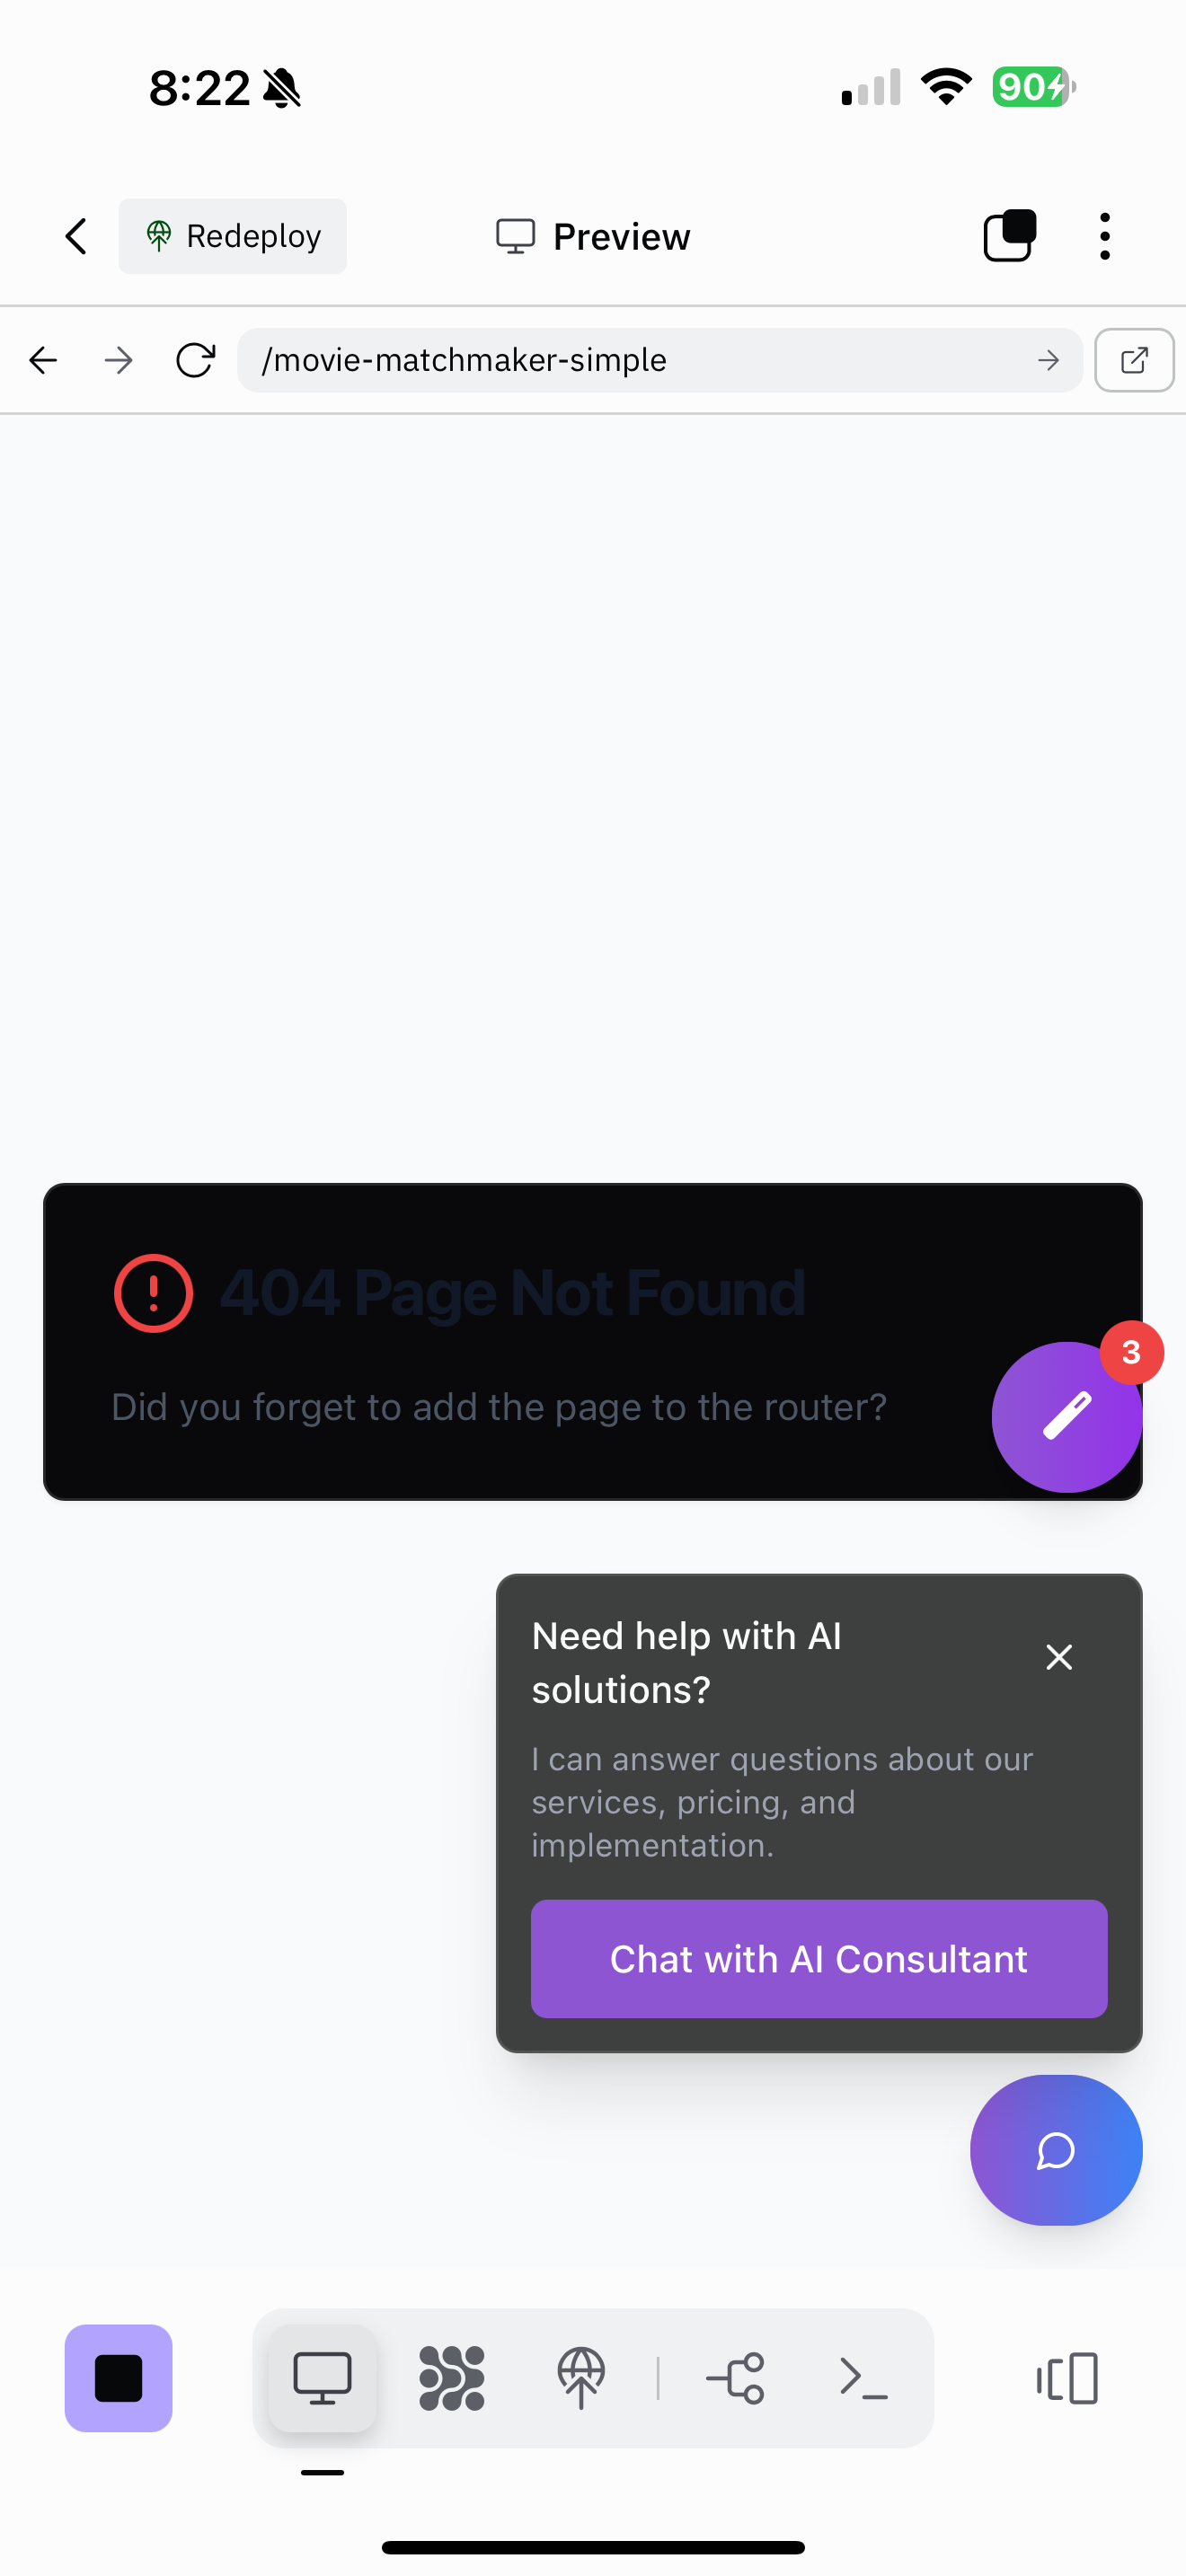 8:22
90
Redeploy
Preview
/movie-matchmaker-simple
404 Page Not Found
Did you forget to add the page to the router?
3
Need help with AI
solutions?
I can answer questions about our
services, pricing, and
implementation.
Chat with AI Consultant